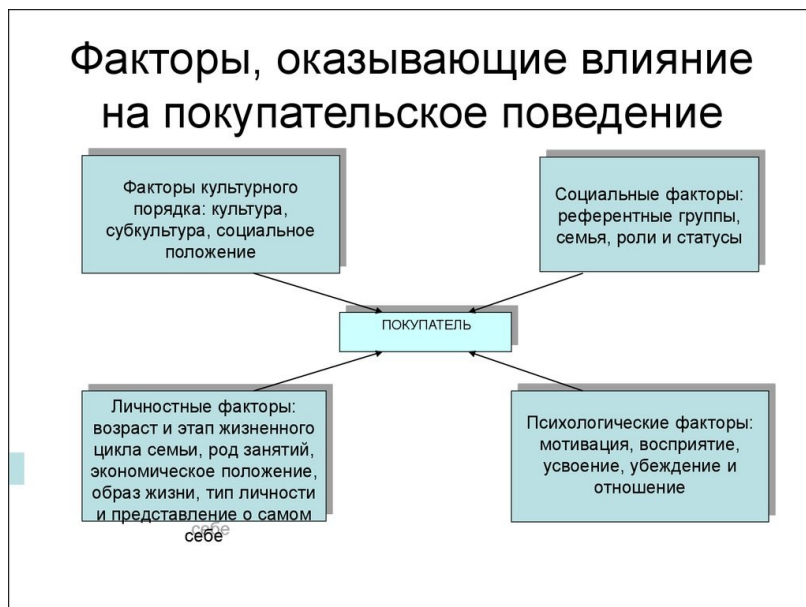 Факторы, оказывающие влияние
на покупательское поведение
Факторы культурного
порядка: культура,
субкультура, социальное
положение
Социальные факторы:
референтные группы,
семья, роли и статусы
ПОКУПАТЕЛЬ
Личностные факторы:
возраст и этап жизненного
цикла семьи, род занятий,
экономическое положение,
образ жизни, тип личности
и представление о самом
себе
Психологические факторы:
мотивация, восприятие,
усвоение, убеждение и
отношение